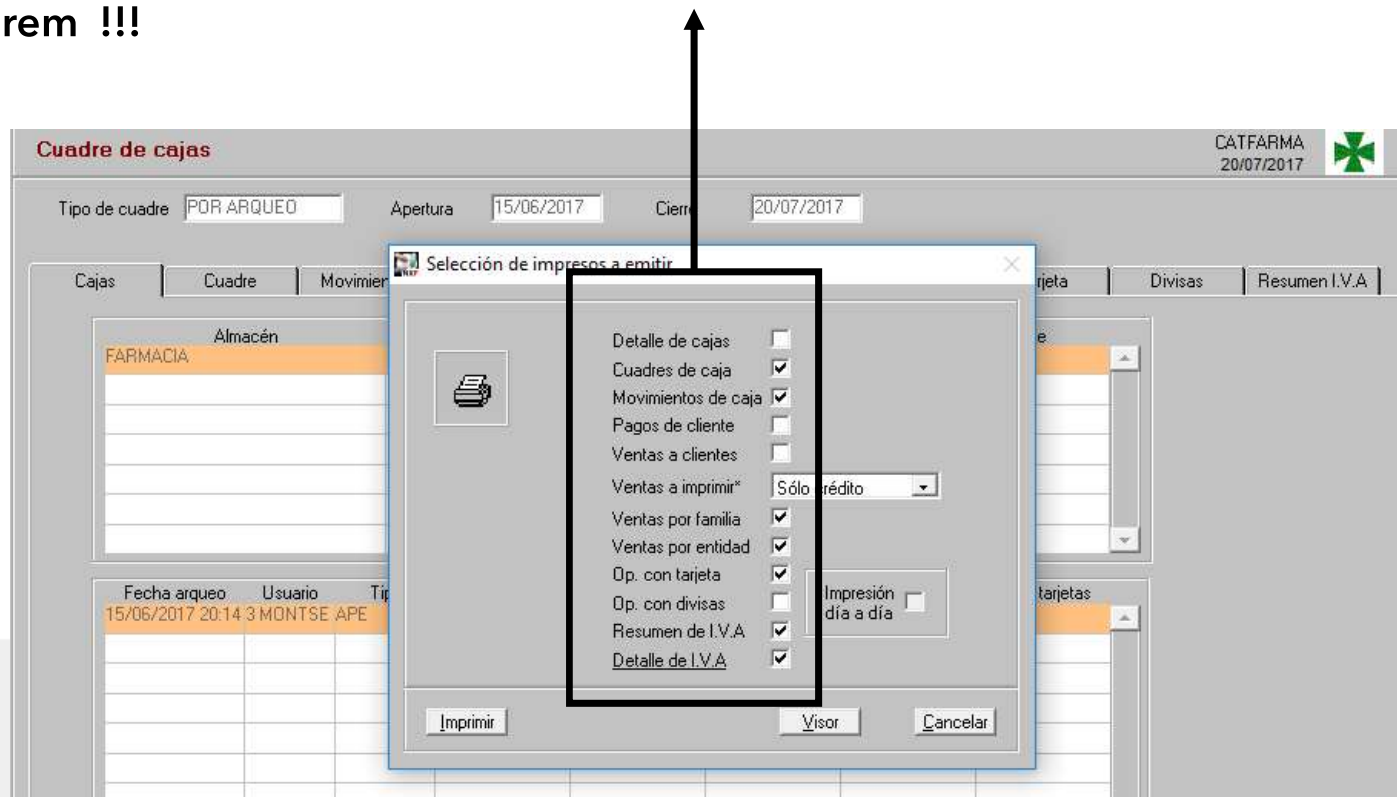 rem !!!
Cuadre de cajas
CATFARMA
20/07/2017
Tipo de cuadre POR ARQUEO Apertura 15/06/2017 Cierre 20/07/2017
Selección de impresos a emitir
Cajas Cuadre Movimien rjeta Divisas Resumen I.V.A
Almacén e
FARMACIA
Detalle de cajas
Cuadres de caja
Movimientos de caja
Pagos de cliente
Ventas a clientes
Ventas a imprimir* Sólo crédito
Ventas por familia
Ventas por entidad
Op. con tarjeta
Op. con divisas
Resumen de I.V.A
Detalle de I.V.A
Impresión
día a día
Fecha arqueo Usuario Tip tarjetas
15/06/2017 20:14 3 MONTSE APE
Imprimir Visor Cancelar